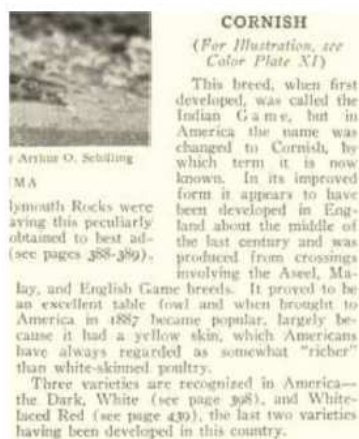 CORNISH
(For Illustration, see
Color Plate XI)
This breed, when first
developed, was called the
Indian Game, but in
America the name was
changed to Cornish, by
which term it is now
known. In its improved
form it appears to have
been developed in Eng-
land about the middle of
the last century and was
produced from crossings
involving the Aseel, Ma-
lay, and English Game breeds. It proved to be
an excellent table fowl and when brought to
America in 1887 became popular, largely be-
cause it had a yellow skin, which Americans
have always regarded as somewhat "richer"
than white-skinned poultry.
Three varieties are recognized in America—
the Dark, White (see page 398), and White-
laced Red (see page 439), the last two varieties
having been developed in this country.
Arthur O. Schilling
MA
lymouth Rocks were
aving this peculiarly
obtained to best ad-
(see pages 388-389).